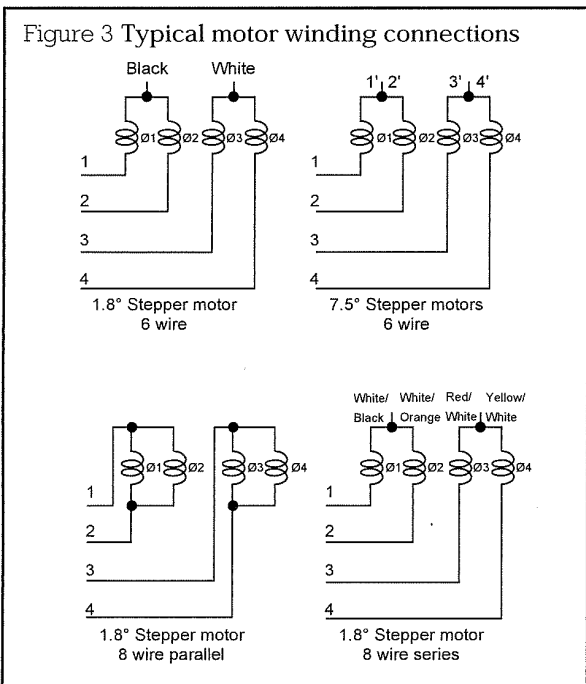 Figure 3 Typical motor winding connections
Black White
Ø1 Ø2 Ø3 Ø4
1
2
3
4
1.8° Stepper motor
6 wire
1' 2' 3' 4'
Ø1 Ø2 Ø3 Ø4
1
2
3
4
7.5° Stepper motors
6 wire
Ø1 Ø2 Ø3 Ø4
1
2
3
4
1.8° Stepper motor
8 wire parallel
White/ White/ Red/ Yellow/
Black Orange White White
Ø1 Ø2 Ø3 Ø4
1
2
3
4
1.8° Stepper motor
8 wire series